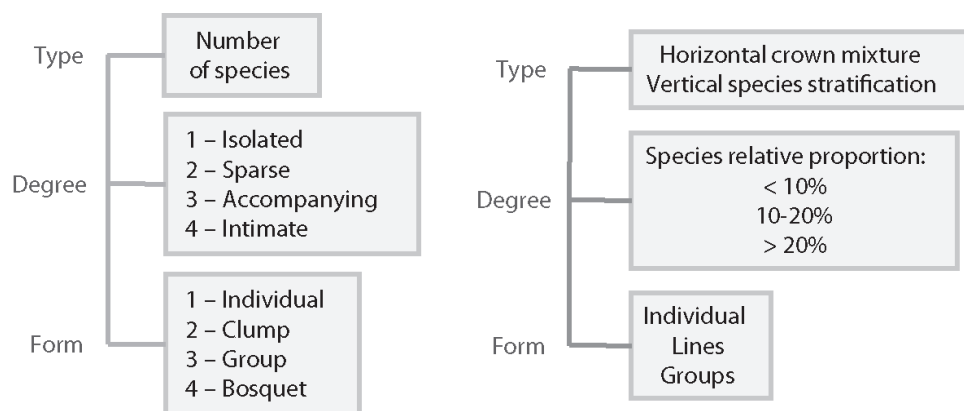 Type
Number
of species
Degree
1 – Isolated
2 – Sparse
3 – Accompanying
4 – Intimate
Form
1 – Individual
2 – Clump
3 – Group
4 – Bosquet
Type
Horizontal crown mixture
Vertical species stratification
Degree
Species relative proportion:
< 10%
10-20%
> 20%
Form
Individual
Lines
Groups